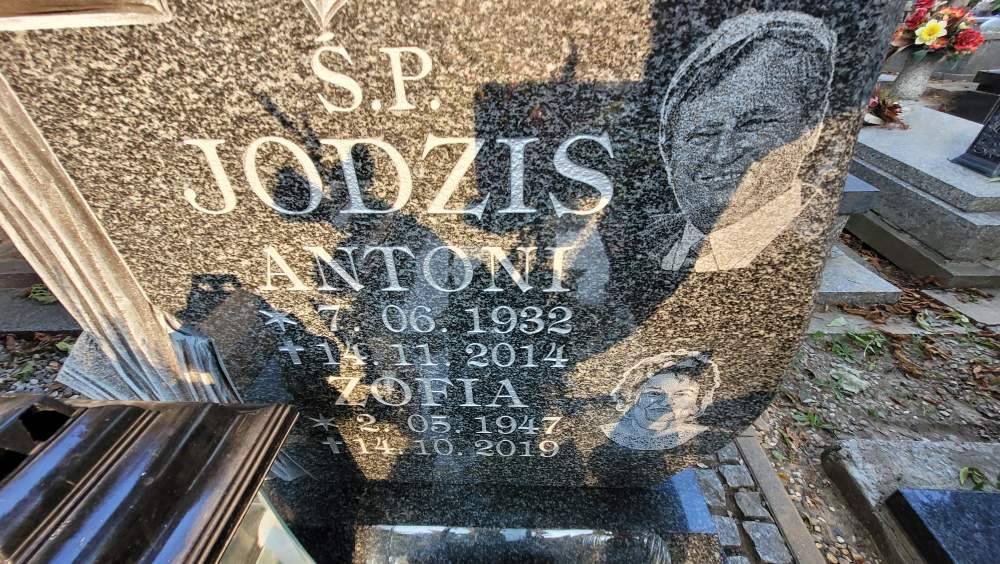 Ś.P.
JODZIS
ANTONI
* 7. 06. 1932
✝ 14. 11. 2014
ZOFIA
* 2. 05. 1947
✝ 14. 10. 2019